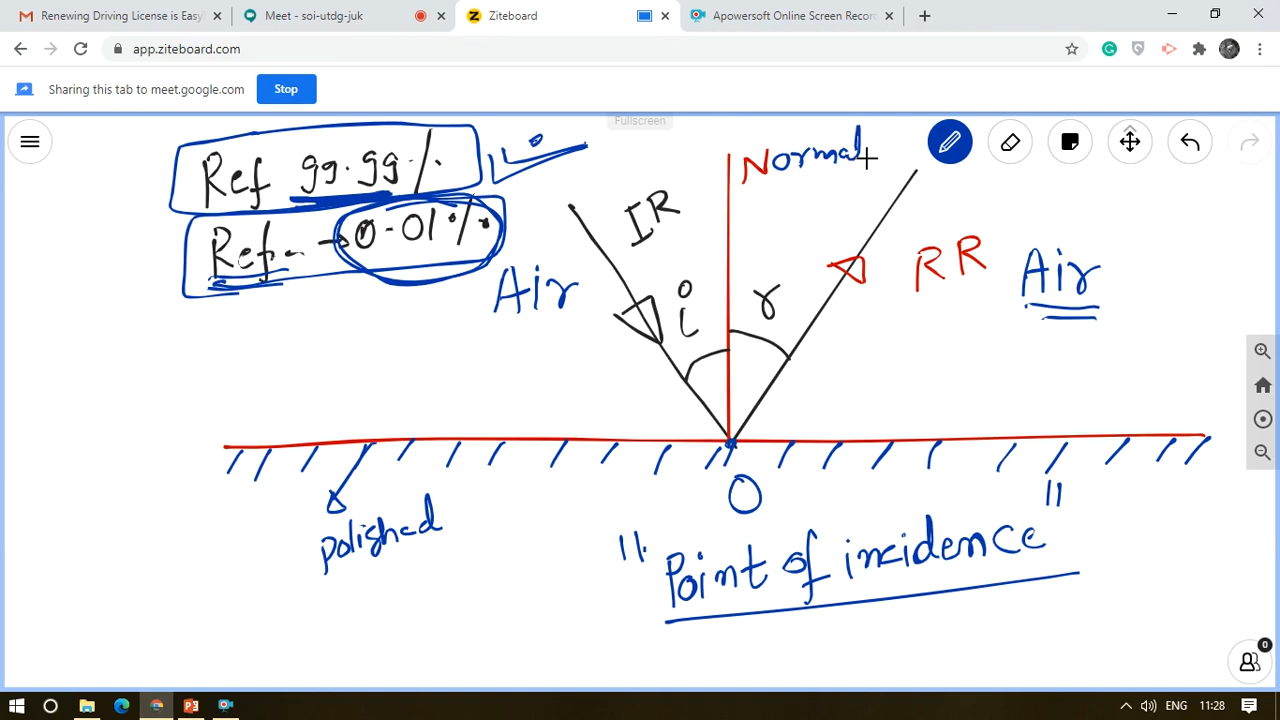 Renewing Driving License is Easy
Meet - soi-utdg-juk
Ziteboard
Apowersoft Online Screen Recor
app.ziteboard.com
Sharing this tab to meet.google.com
Stop
Fullscreen
Ref 99.99%
Ref → 0.01%
Normal
IR
RR
Air
Air
i
r
O
polished
"Point of incidence"
0
ENG
11:28